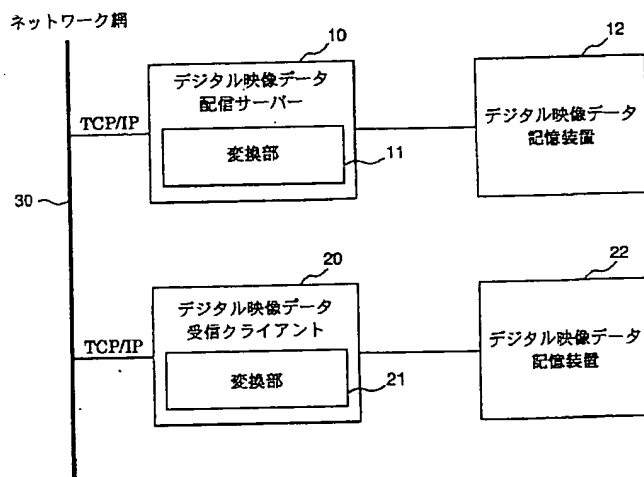 ネットワーク網
10
12
デジタル映像データ
配信サーバー
デジタル映像データ
記憶装置
TCP/IP
変換部
11
30
20
22
デジタル映像データ
受信クライアント
デジタル映像データ
記憶装置
TCP/IP
変換部
21